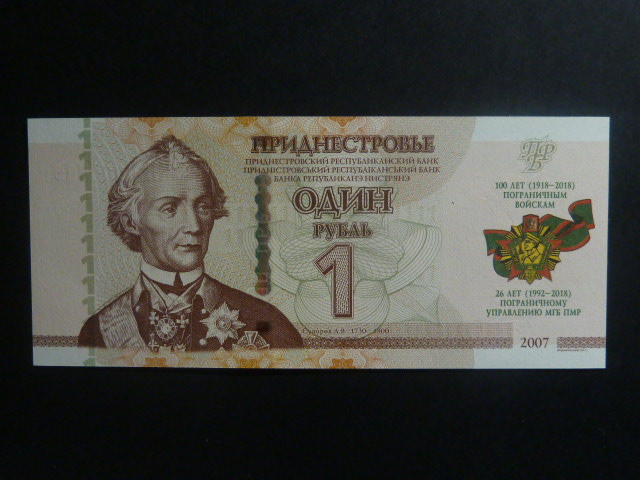 ПРИДНЕСТРОВЬЕ
ПРИДНЕСТРОВСКИЙ РЕСПУБЛИКАНСКИЙ БАНК
ПРИДНІСТРОВСЬКИЙ РЕСПУБЛІКАНСЬКИЙ БАНК
БАНКА РЕПУБЛИКАНЭ НИСТРЯНЭ
ОДИН
РУБЛЬ
1
Суворов А.В. 1730-1800
ПРБ
100 ЛЕТ (1918-2018)
ПОГРАНИЧНЫМ
ВОЙСКАМ
26 ЛЕТ (1992-2018)
ПОГРАНИЧНОМУ
УПРАВЛЕНИЮ МГБ ПМР
2007